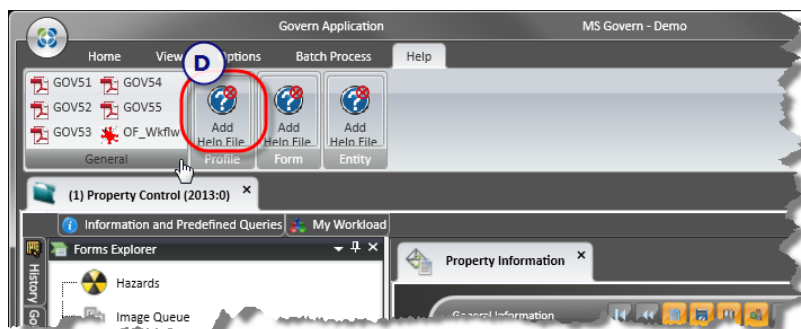 Govern Application MS Govern - Demo
Home View Options Batch Process Help
D
GOV51 GOV54
GOV52 GOV55
GOV53 OF_Wkflw
Add Add Add
Help File Help File Help File
General Profile Form Entity
(1) Property Control (2013:0) ×
Information and Predefined Queries My Workload
Forms Explorer
Property Information ×
History
Hazards
Go
Image Queue
General Information